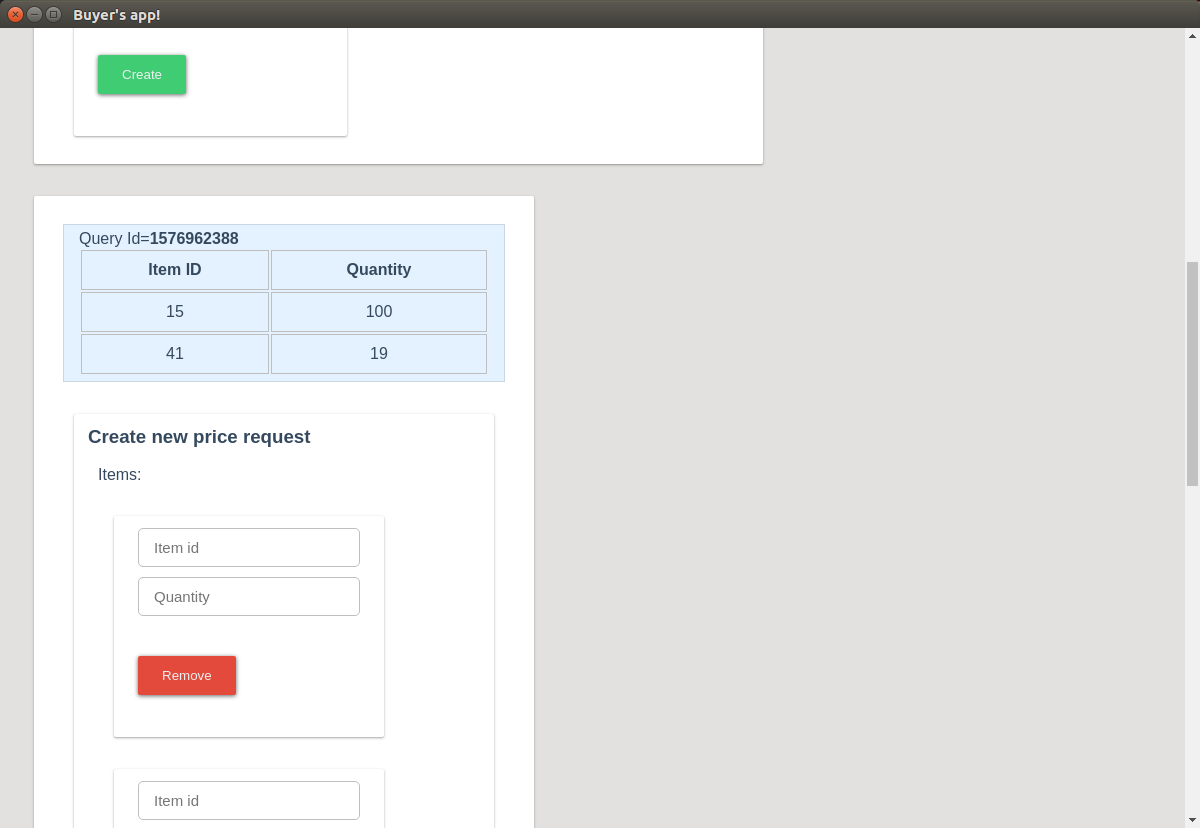 Buyer's app!
Create
Query Id=1576962388
Item ID Quantity
15 100
41 19
Create new price request
Items:
Item id
Quantity
Remove
Item id